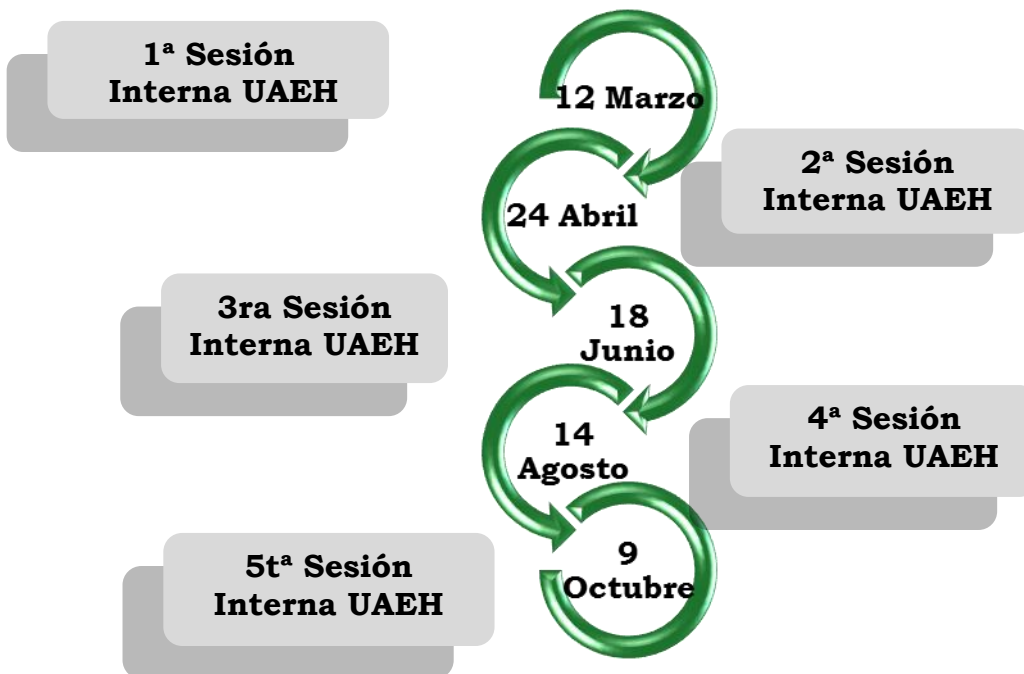 1ª Sesión
Interna UAEH
12 Marzo
2ª Sesión
Interna UAEH
24 Abril
3ra Sesión
Interna UAEH
18
Junio
4ª Sesión
Interna UAEH
14
Agosto
5tª Sesión
Interna UAEH
9
Octubre